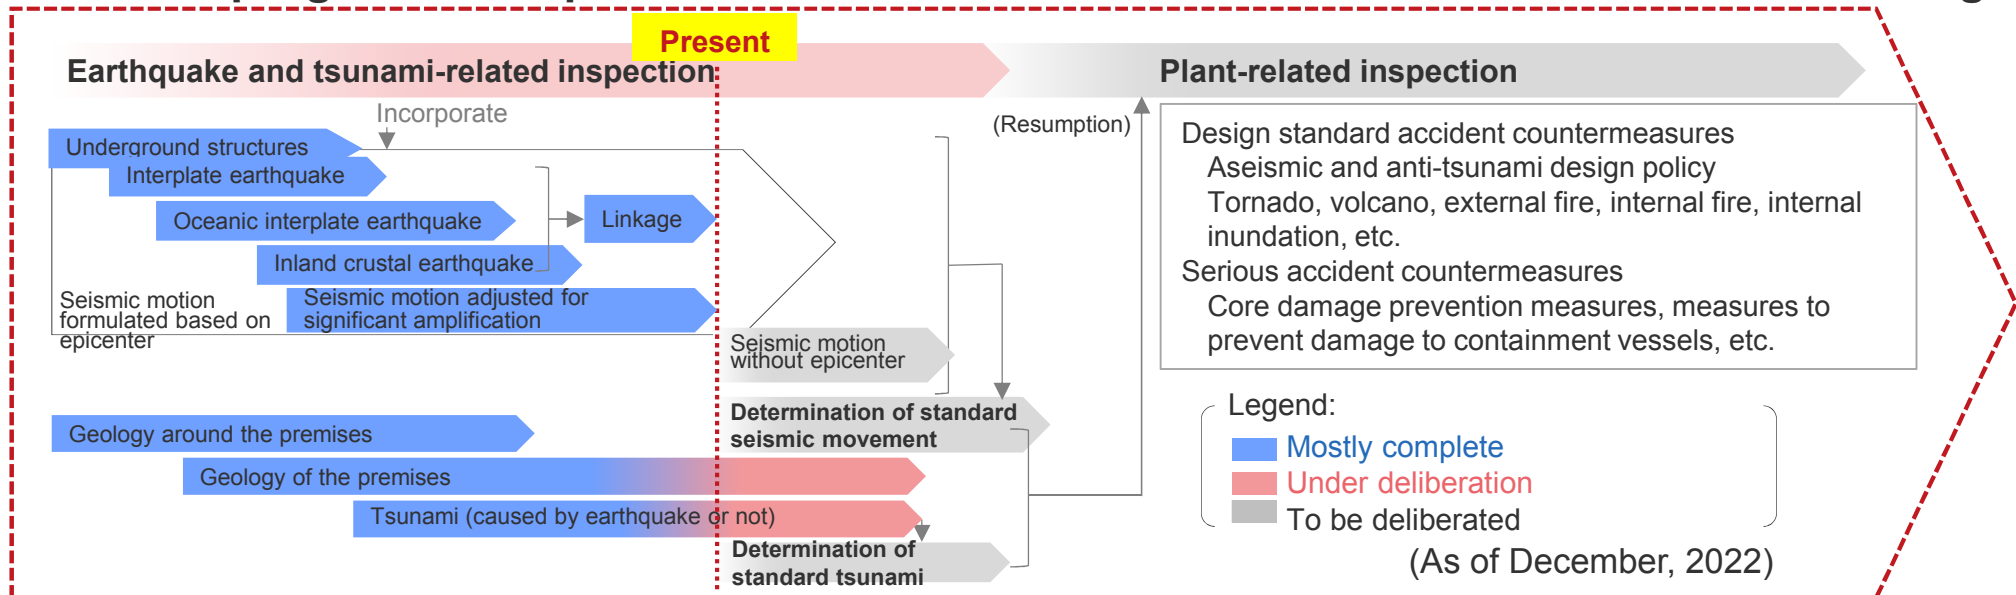 Present
Earthquake and tsunami-related inspection
Plant-related inspection
Incorporate
(Resumption)
Underground structures
Interplate earthquake
Oceanic interplate earthquake
Linkage
Inland crustal earthquake
Seismic motion
formulated based on
epicenter
Seismic motion adjusted for
significant amplification
Seismic motion
without epicenter
Determination of standard
seismic movement
Geology around the premises
Geology of the premises
Tsunami (caused by earthquake or not)
Determination of
standard tsunami
Design standard accident countermeasures
Aseismic and anti-tsunami design policy
Tornado, volcano, external fire, internal fire, internal
inundation, etc.
Serious accident countermeasures
Core damage prevention measures, measures to
prevent damage to containment vessels, etc.
Legend:
Mostly complete
Under deliberation
To be deliberated
(As of December, 2022)